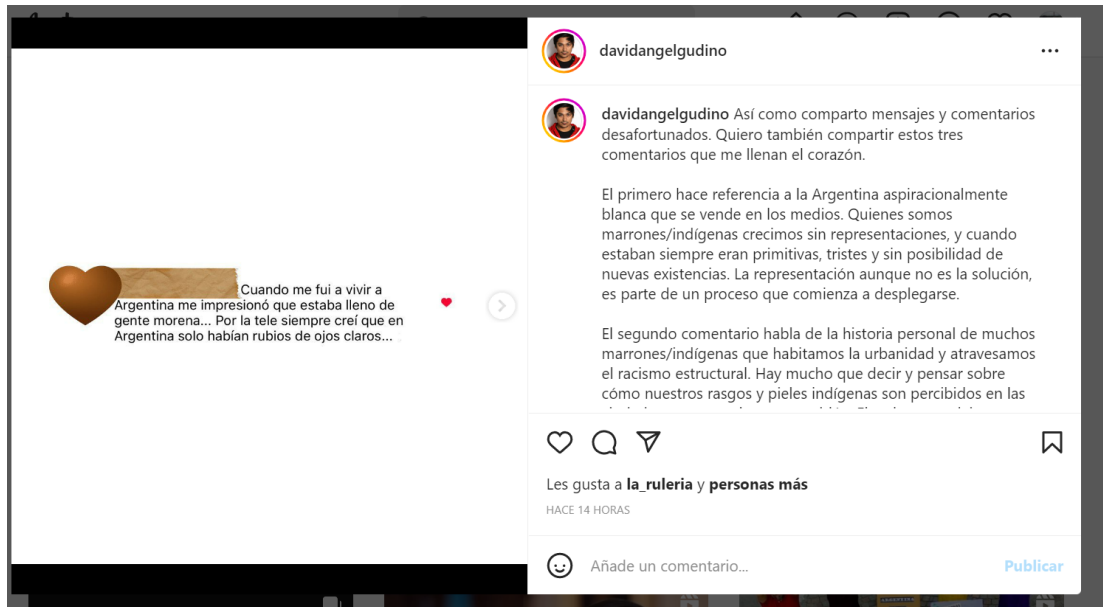 Cuando me fui a vivir a
Argentina me impresionó que estaba lleno de
gente morena... Por la tele siempre creí que en
Argentina solo habían rubios de ojos claros...
davidangelgudino
davidangelgudino Así como comparto mensajes y comentarios
desafortunados. Quiero también compartir estos tres
comentarios que me llenan el corazón.
El primero hace referencia a la Argentina aspiracionalmente
blanca que se vende en los medios. Quienes somos
marrones/indígenas crecimos sin representaciones, y cuando
estaban siempre eran primitivas, tristes y sin posibilidad de
nuevas existencias. La representación aunque no es la solución,
es parte de un proceso que comienza a desplegarse.
El segundo comentario habla de la historia personal de muchos
marrones/indígenas que habitamos la urbanidad y atravesamos
el racismo estructural. Hay mucho que decir y pensar sobre
cómo nuestros rasgos y pieles indígenas son percibidos en las
Les gusta a la_ruleria y personas más
HACE 14 HORAS
Añade un comentario...
Publicar